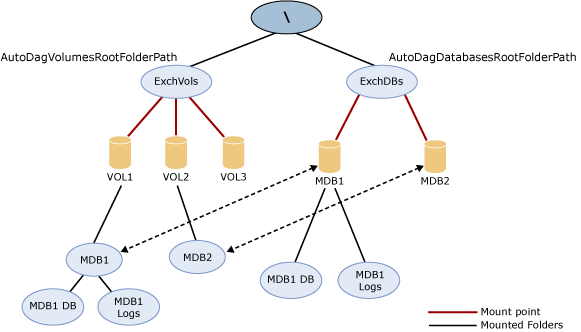 \
AutoDagVolumesRootFolderPath
AutoDagDatabasesRootFolderPath
ExchVols
ExchDBs
VOL1
VOL2
VOL3
MDB1
MDB2
MDB1
MDB2
MDB1 DB
MDB1
Logs
MDB1 DB
MDB1
Logs
Mount point
Mounted Folders